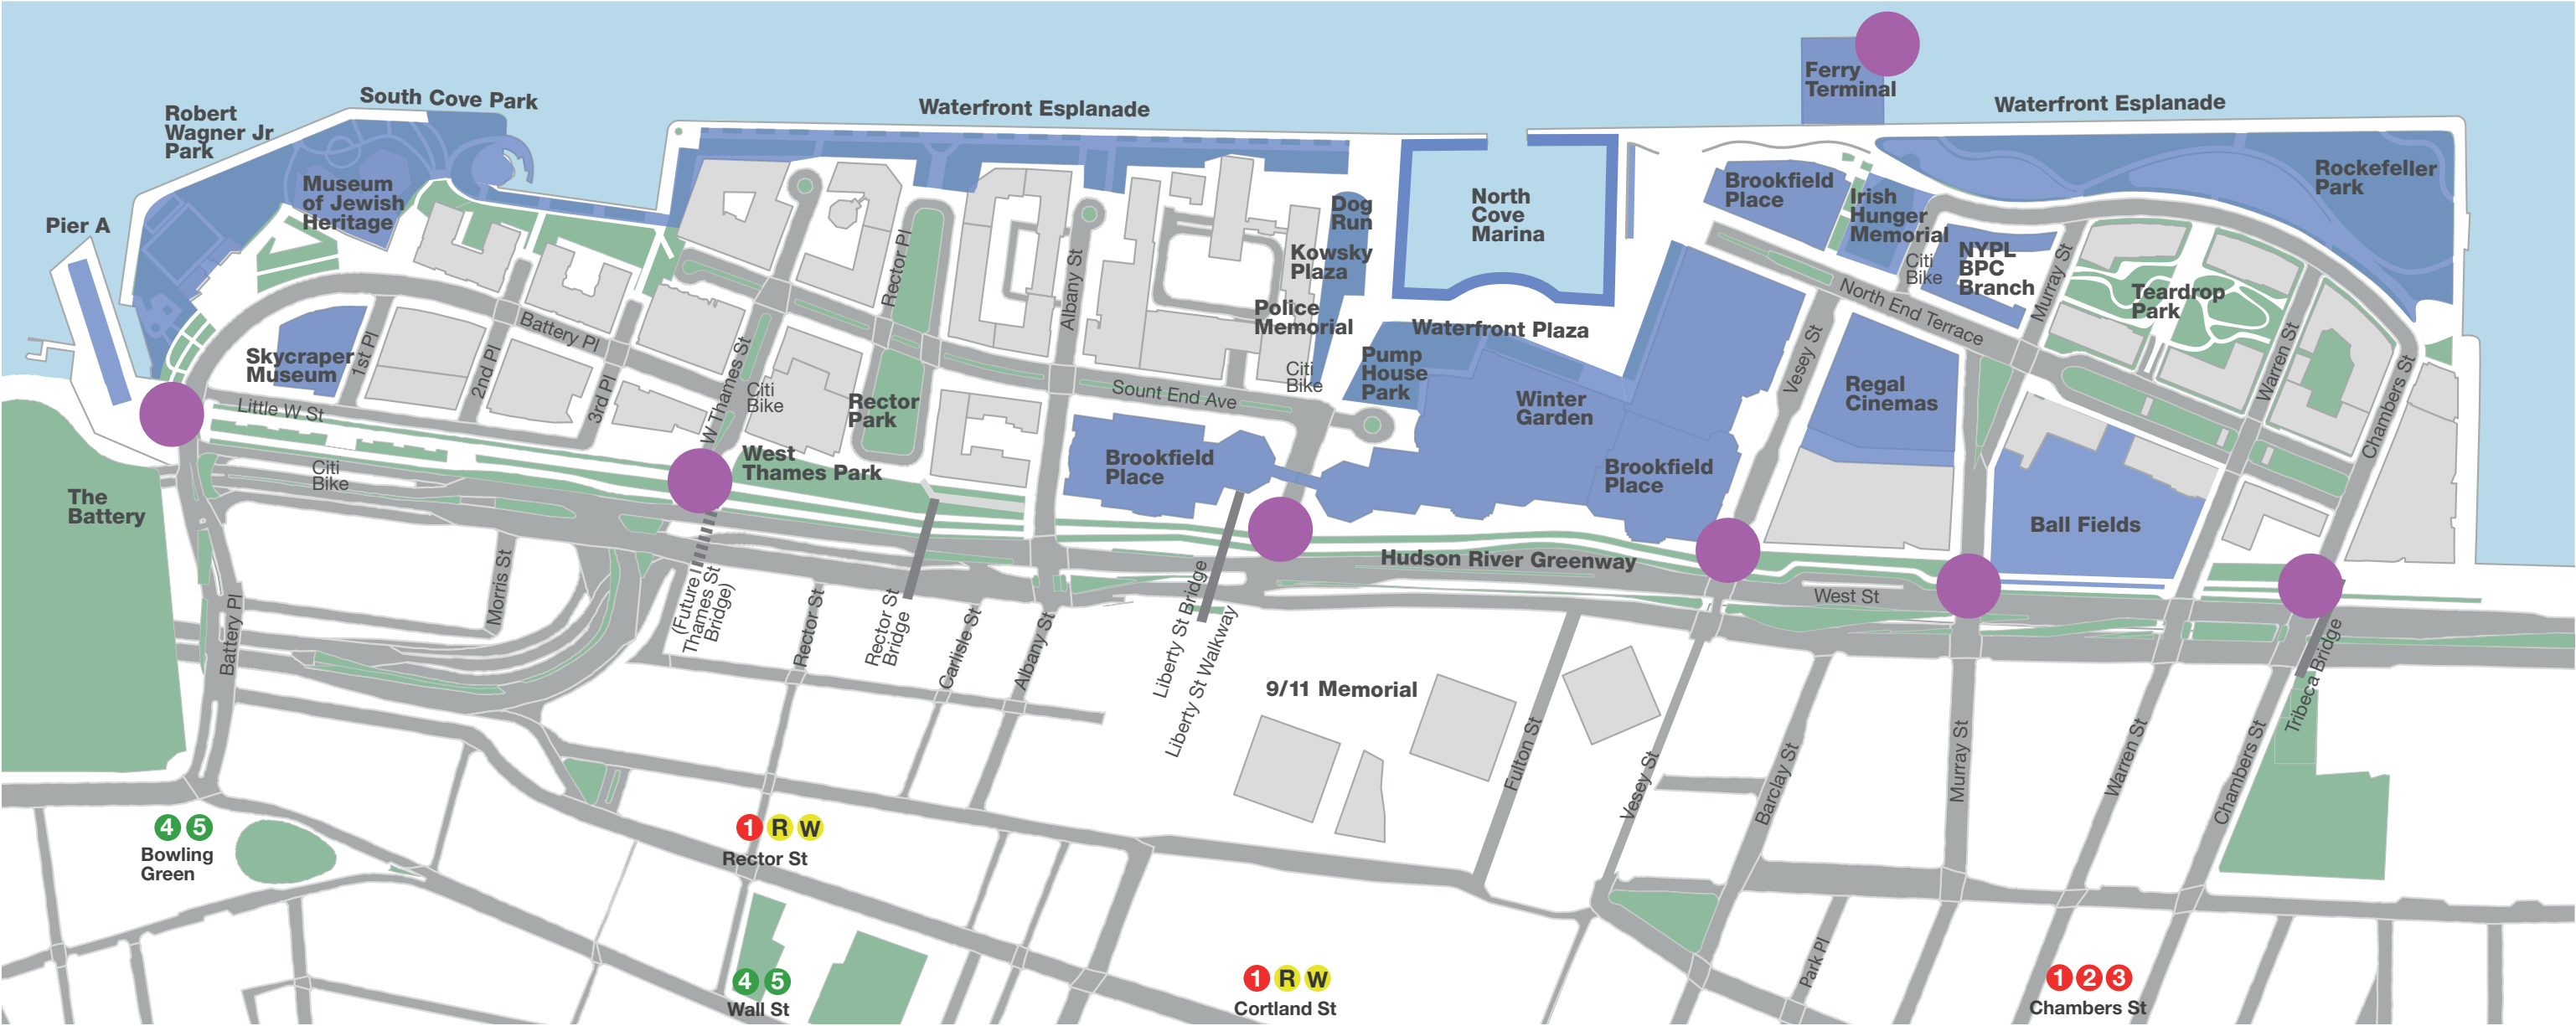 Robert
Wagner Jr
Park
South Cove Park
Waterfront Esplanade
Ferry
Terminal
Waterfront Esplanade
Pier A
Museum
of Jewish
Heritage
Rector Pl
Albany St
Dog
Run
Kowsky
Plaza
Police
Memorial
North
Cove
Marina
Brookfield
Place
Irish
Hunger
Memorial
Citi
Bike
NYPL
BPC
Branch
Murray St
Rockefeller
Park
Teardrop
Park
Skycraper
Museum
1st Pl
2nd Pl
Battery Pl
3rd Pl
W Thames St
Citi
Bike
Rector
Park
Sount End Ave
Citi
Bike
Waterfront Plaza
Pump
House
Park
Winter
Garden
Vesey St
North End Terrace
Regal
Cinemas
Warren St
Chambers St
Little W St
Citi
Bike
The
Battery
West
Thames Park
Brookfield
Place
Brookfield
Place
Ball Fields
Hudson River Greenway
West St
Battery Pl
Morris St
(Future
Thames St
Bridge)
Rector St
Rector St
Bridge
Carlisle St
Albany St
Liberty St Bridge
Liberty St Walkway
9/11 Memorial
Fulton St
Vesey St
Barclay St
Murray St
Warren St
Chambers St
Tribeca Bridge
Park Pl
4 5
Bowling
Green
1 R W
Rector St
4 5
Wall St
1 R W
Cortland St
1 2 3
Chambers St